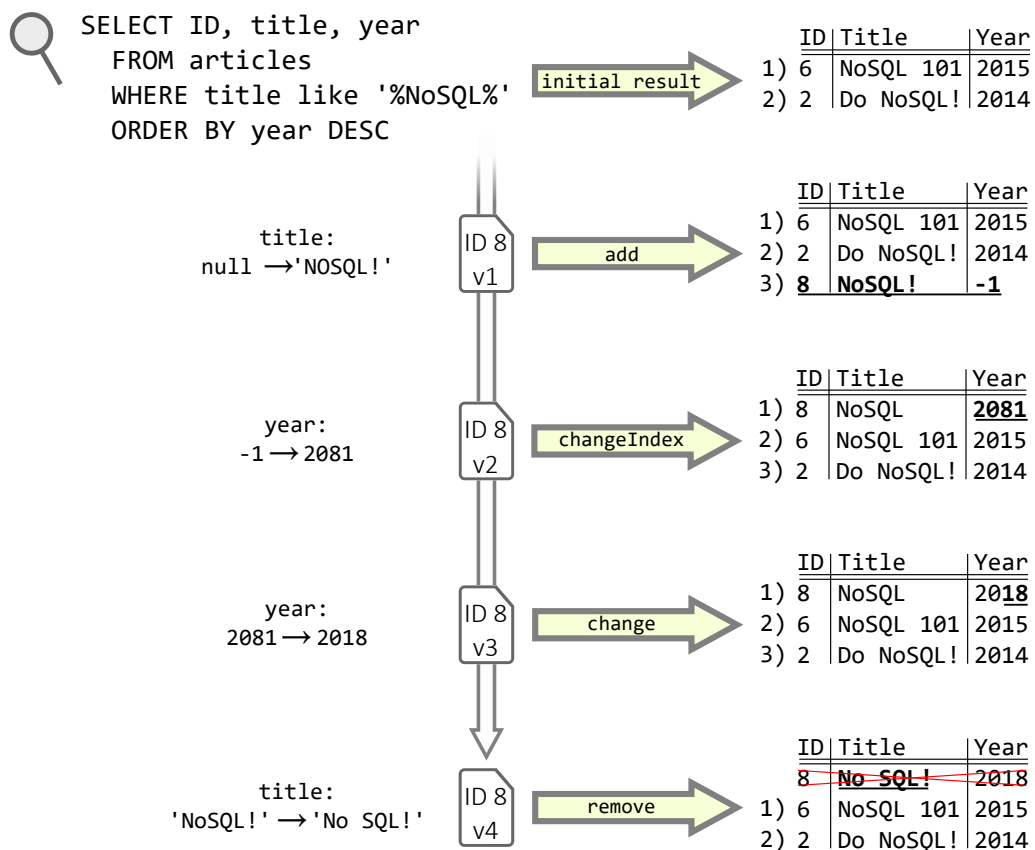 SELECT ID, title, year
FROM articles
WHERE title like '%NoSQL%'
ORDER BY year DESC
initial result
ID Title Year
1) 6 NoSQL 101 2015
2) 2 Do NoSQL! 2014
title:
null → 'NOSQL!'
ID 8
v1
add
ID Title Year
1) 6 NoSQL 101 2015
2) 2 Do NoSQL! 2014
3) 8 NoSQL! -1
year:
-1 → 2081
ID 8
v2
changeIndex
ID Title Year
1) 8 NoSQL 2081
2) 6 NoSQL 101 2015
3) 2 Do NoSQL! 2014
year:
2081 → 2018
ID 8
v3
change
ID Title Year
1) 8 NoSQL 2018
2) 6 NoSQL 101 2015
3) 2 Do NoSQL! 2014
title:
'NoSQL!' → 'No SQL!'
ID 8
v4
remove
ID Title Year
8 No SQL! 2018
1) 6 NoSQL 101 2015
2) 2 Do NoSQL! 2014